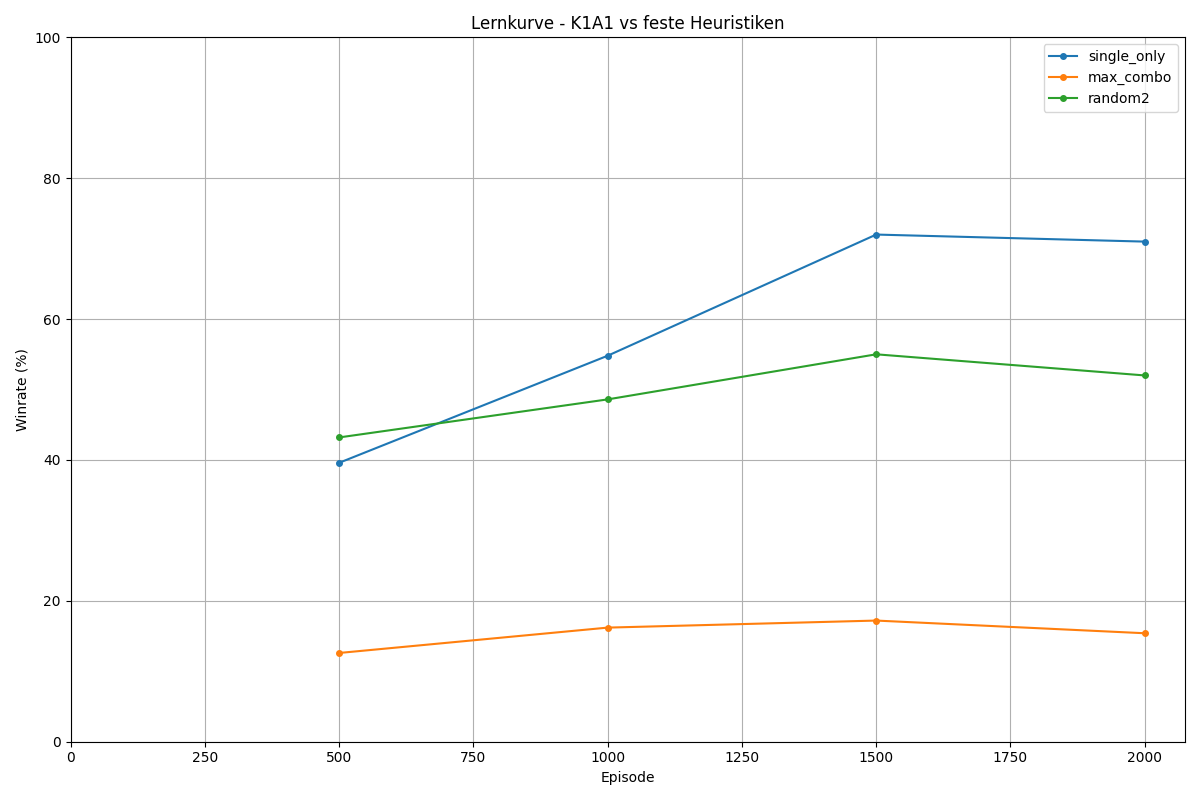 Lernkurve - K1A1 vs feste Heuristiken
single_only
max_combo
random2
Winrate (%)
100
80
60
40
20
0
0 250 500 750 1000 1250 1500 1750 2000
Episode